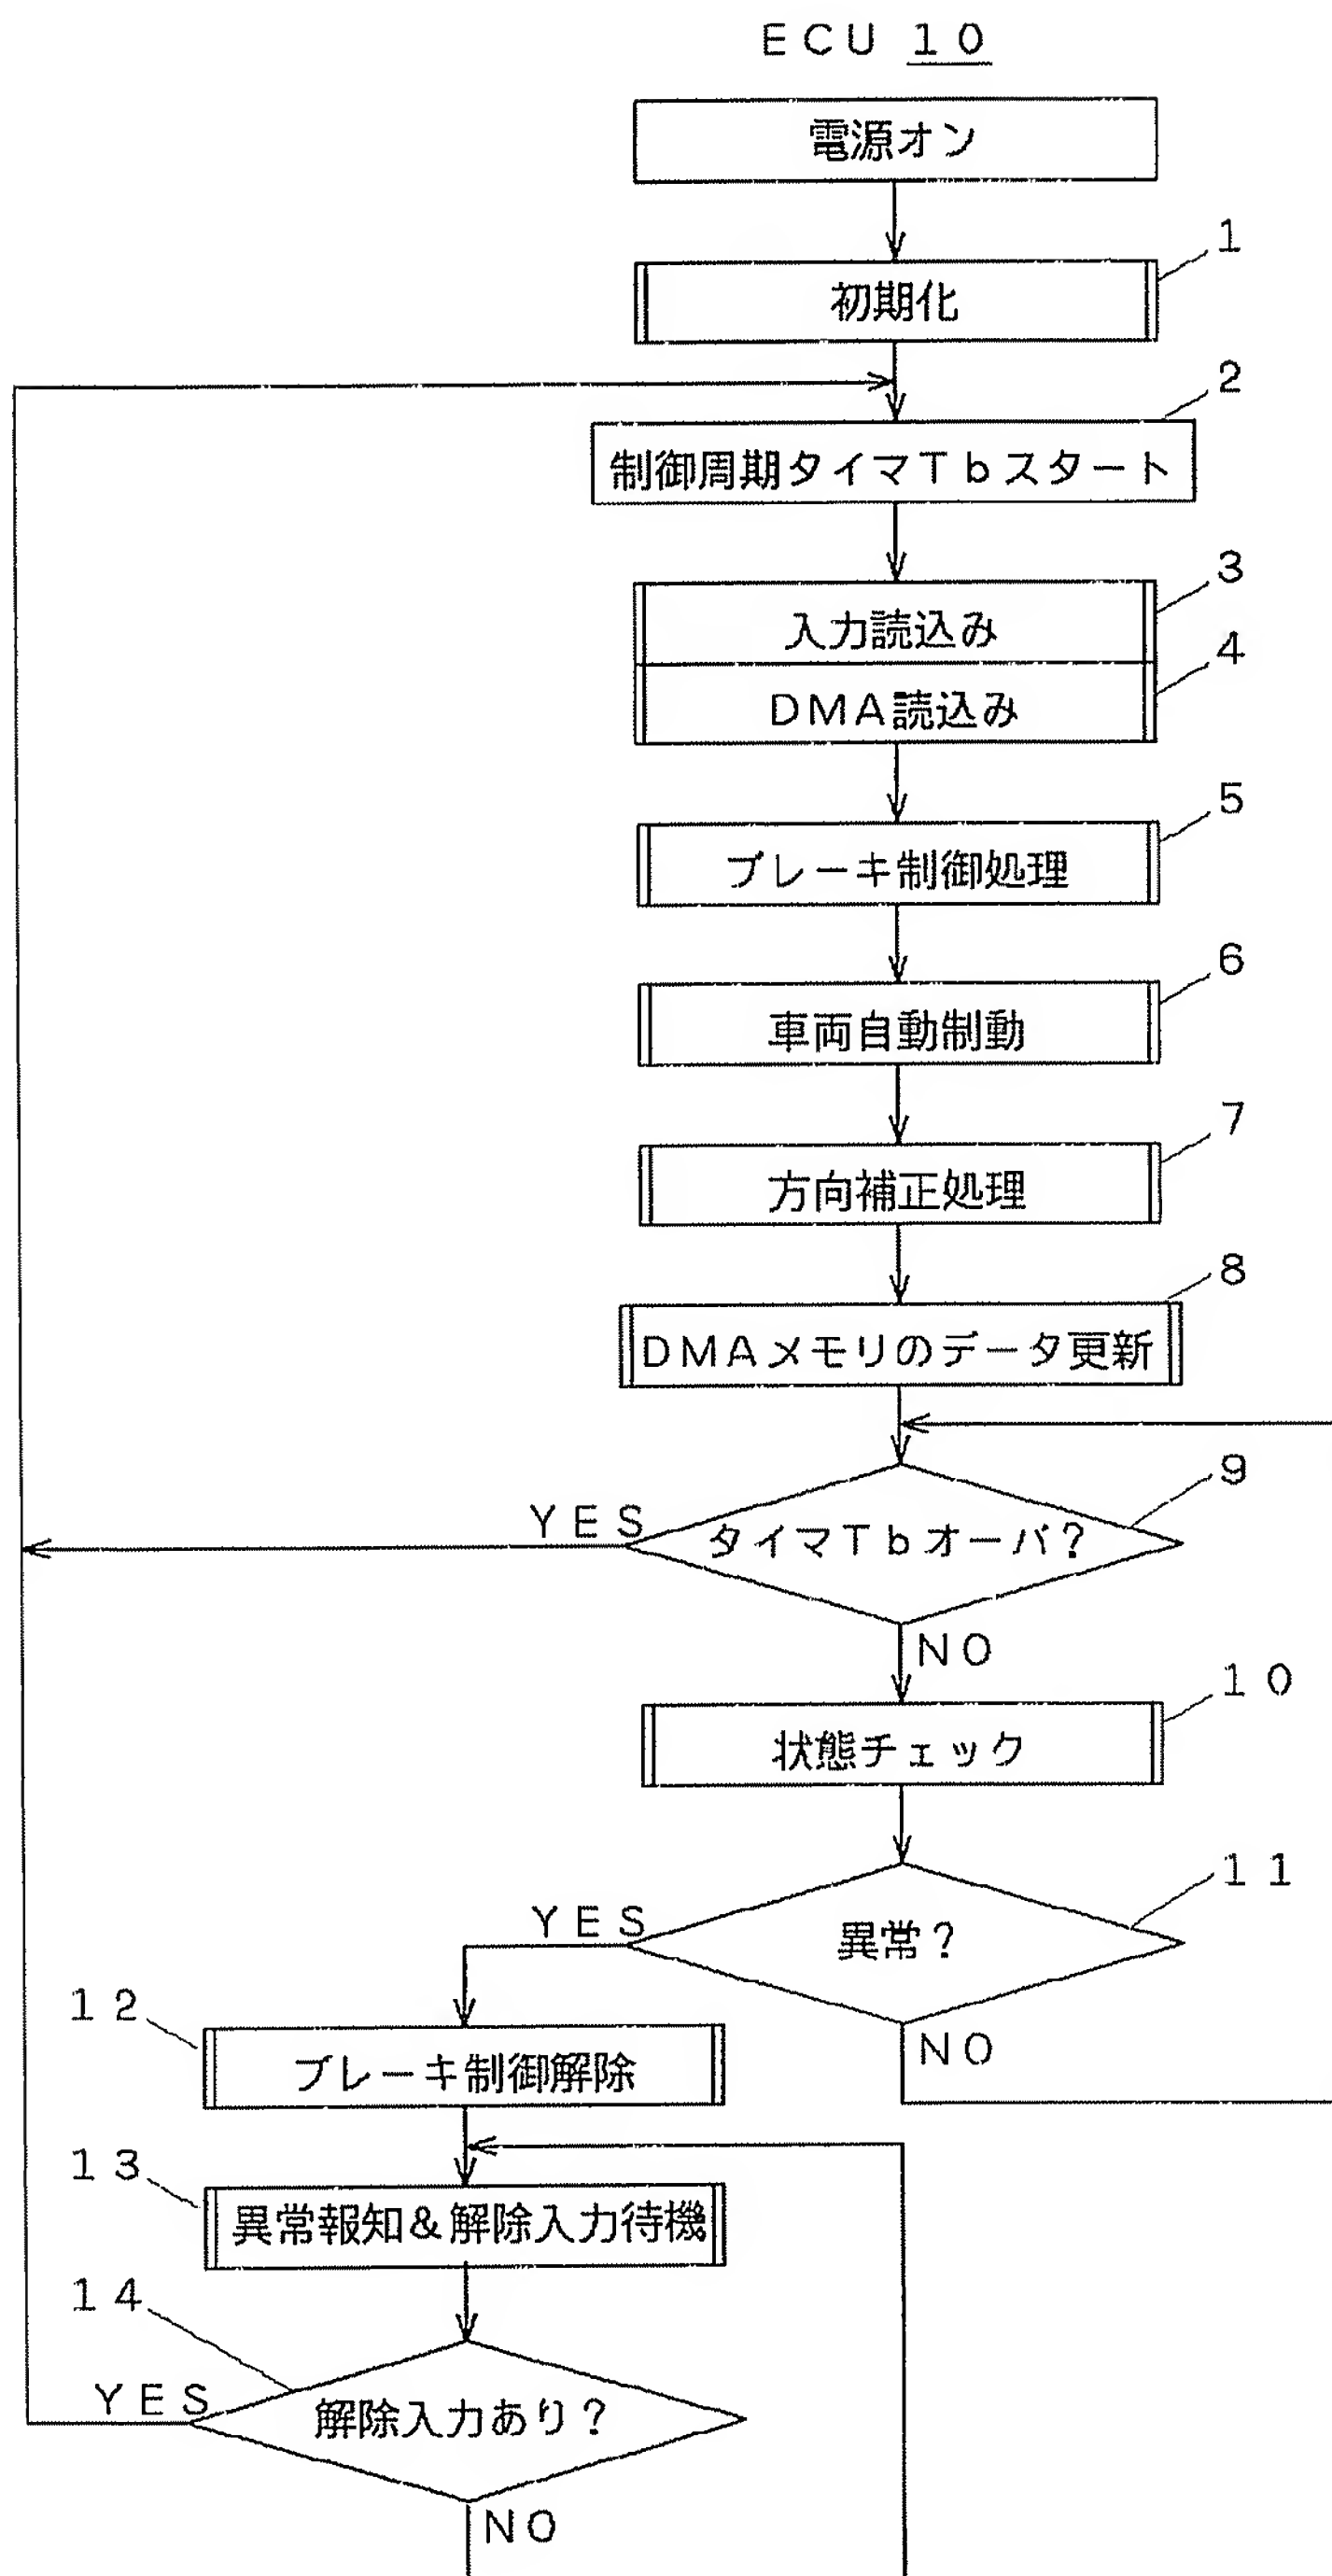 ＥＣＵ １０
電源オン
１
初期化
２
制御周期タイマＴｂスタート
３
入力読込み
４
ＤＭＡ読込み
５
ブレーキ制御処理
６
車両自動制動
７
方向補正処理
８
ＤＭＡメモリのデータ更新
９
ＹＥＳ
タイマＴｂオーバ？
ＮＯ
１０
状態チェック
１１
ＹＥＳ
異常？
ＮＯ
１２
ブレーキ制御解除
１３
異常報知＆解除入力待機
１４
ＹＥＳ
解除入力あり？
ＮＯ